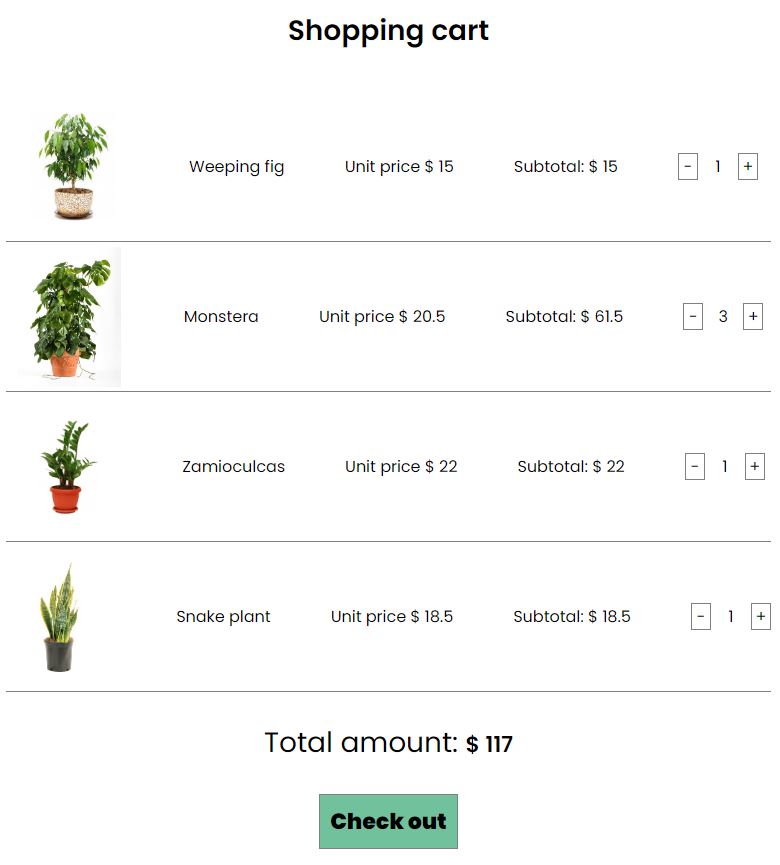 Shopping cart
Weeping fig Unit price $ 15 Subtotal: $ 15 - 1 +
Monstera Unit price $ 20.5 Subtotal: $ 61.5 - 3 +
Zamioculcas Unit price $ 22 Subtotal: $ 22 - 1 +
Snake plant Unit price $ 18.5 Subtotal: $ 18.5 - 1 +
Total amount: $ 117
Check out